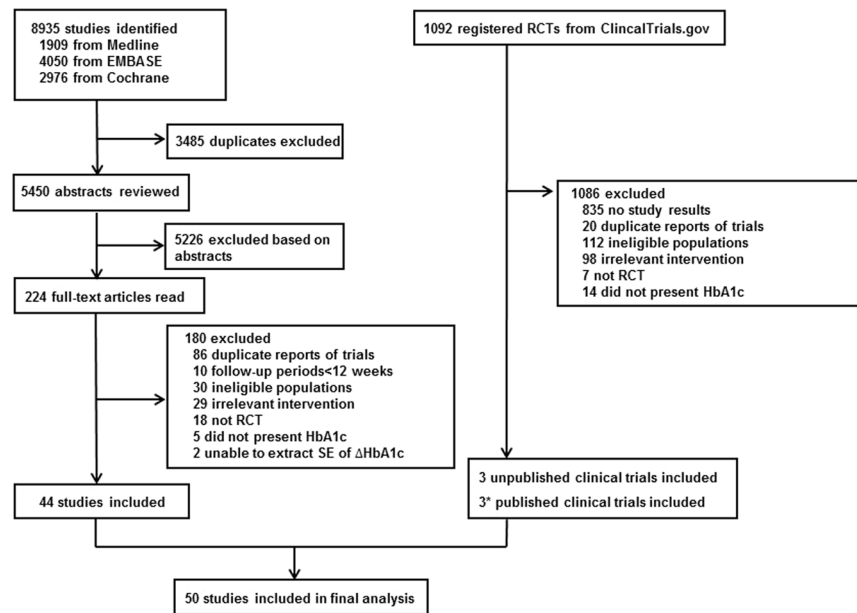 8935 studies identified
1909 from Medline
4050 from EMBASE
2976 from Cochrane
3485 duplicates excluded
5450 abstracts reviewed
5226 excluded based on
abstracts
224 full-text articles read
180 excluded
86 duplicate reports of trials
10 follow-up periods<12 weeks
30 ineligible populations
29 irrelevant intervention
18 not RCT
5 did not present HbA1c
2 unable to extract SE of ΔHbA1c
44 studies included
1092 registered RCTs from ClincalTrials.gov
1086 excluded
835 no study results
20 duplicate reports of trials
112 ineligible populations
98 irrelevant intervention
7 not RCT
14 did not present HbA1c
3 unpublished clinical trials included
3* published clinical trials included
50 studies included in final analysis